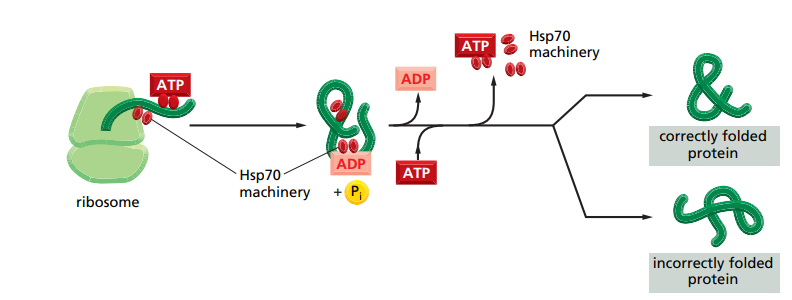 ATP
ribosome
Hsp70
machinery
ADP
+ Pi
ADP
ATP
ATP
Hsp70
machinery
correctly folded
protein
incorrectly folded
protein